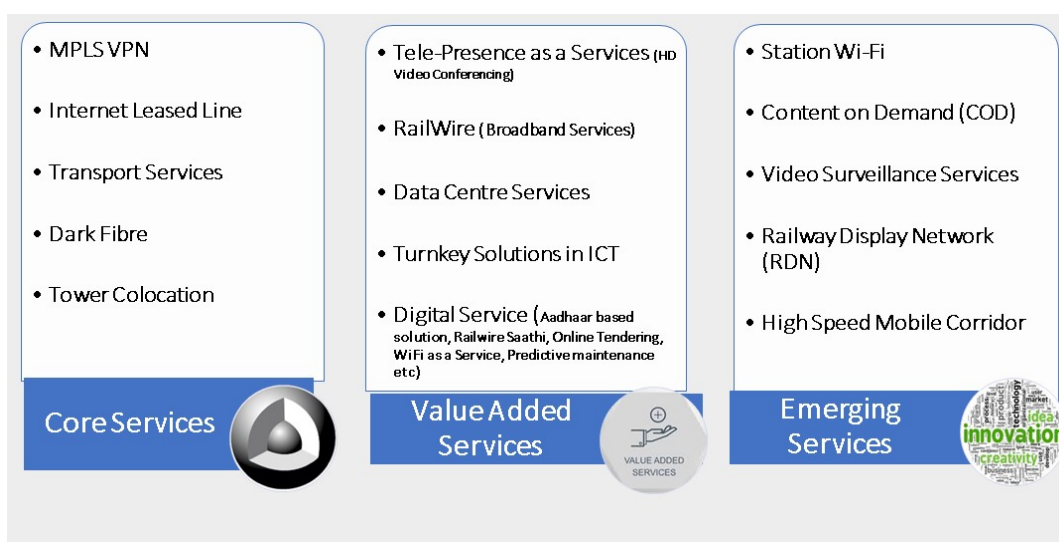 • MPLS VPN
• Internet Leased Line
• Transport Services
• Dark Fibre
• Tower Colocation
Core Services
• Tele-Presence as a Services (HD
Video Conferencing)
• RailWire (Broadband Services)
• Data Centre Services
• Turnkey Solutions in ICT
• Digital Service (Aadhaar based
solution, Railwire Saathi, Online Tendering,
WiFi as a Service, Predictive maintenance
etc)
Value Added
Services
VALUE ADDED
SERVICES
• Station Wi-Fi
• Content on Demand (COD)
• Video Surveillance Services
• Railway Display Network
(RDN)
• High Speed Mobile Corridor
Emerging
Services
technology
market
idea
innovation
creativity
business